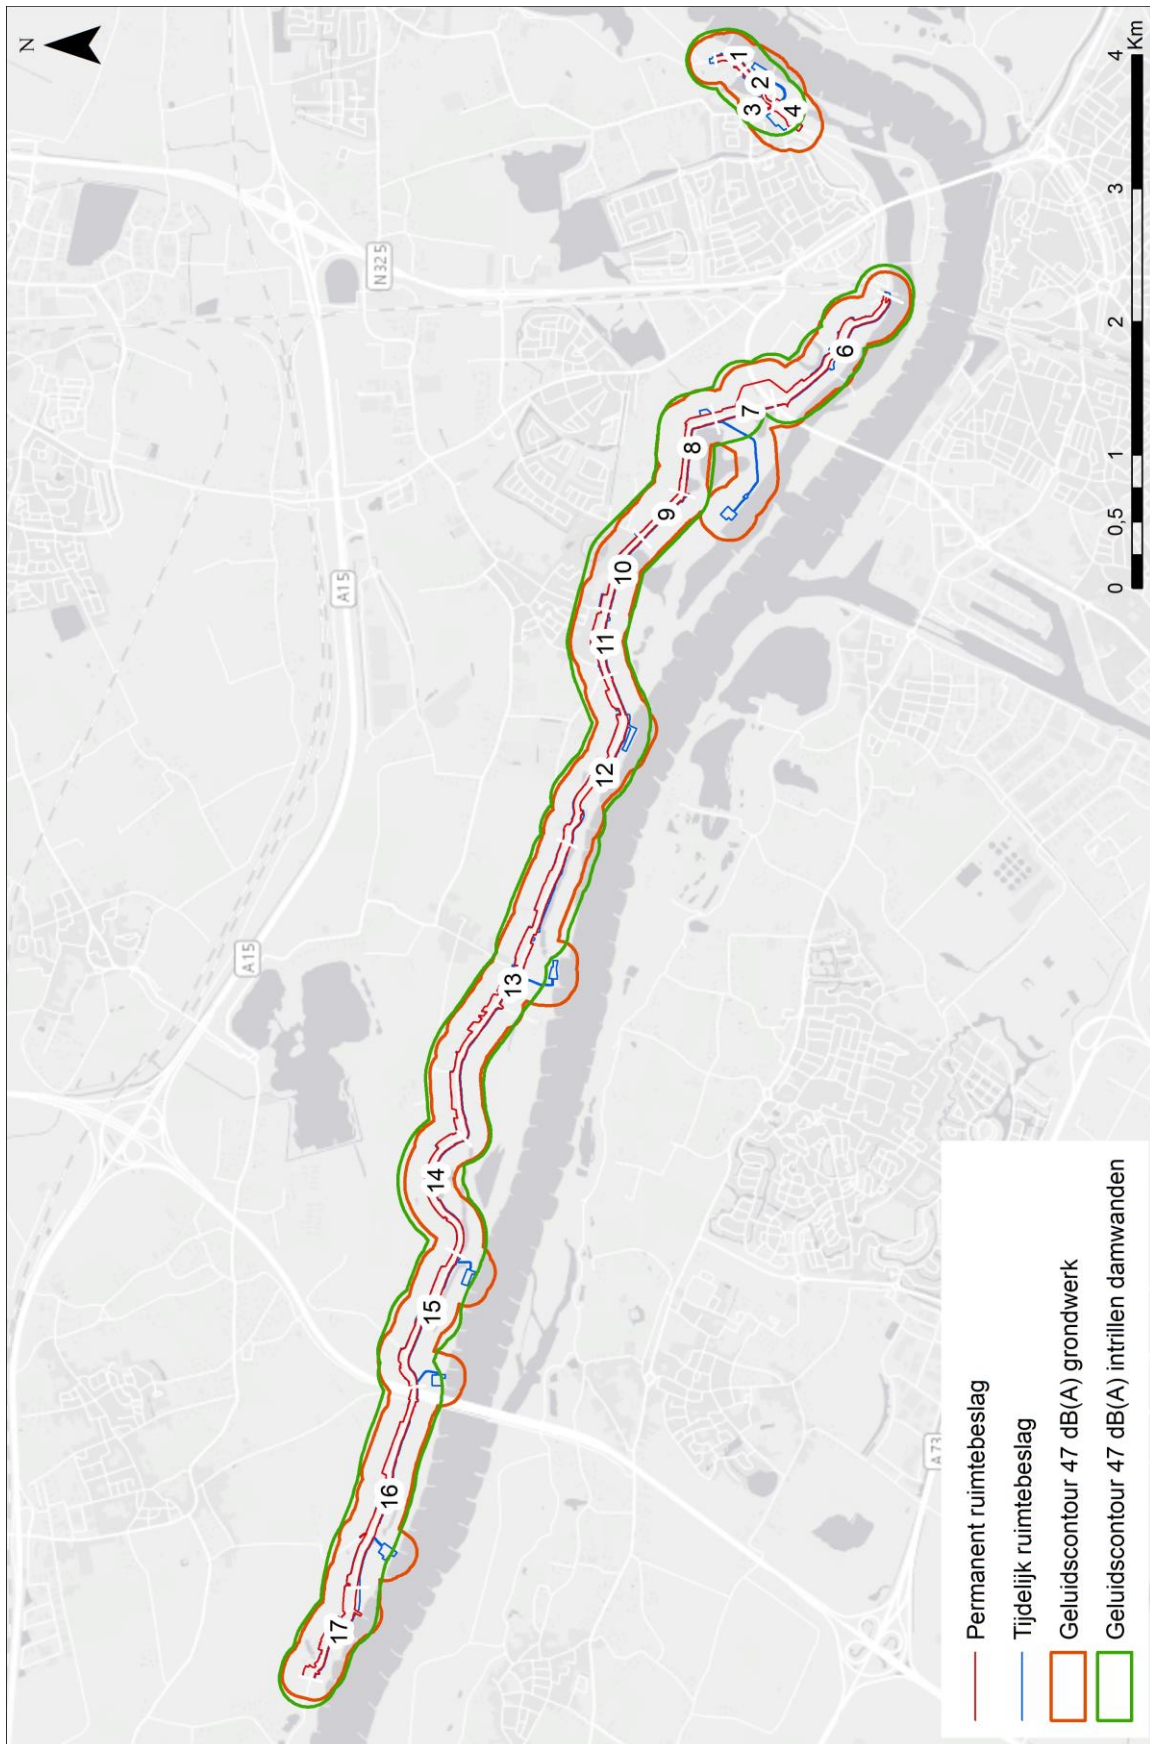 N
N325
A15
A15
A73
1
2
3
4
6
7
8
9
10
11
12
13
14
15
16
17
Permanent ruimtebeslag
Tijdelijk ruimtebeslag
Geluidscontour 47 dB(A) grondwerk
Geluidscontour 47 dB(A) intrillen damwanden
0 0,5 1 2 3 4
Km